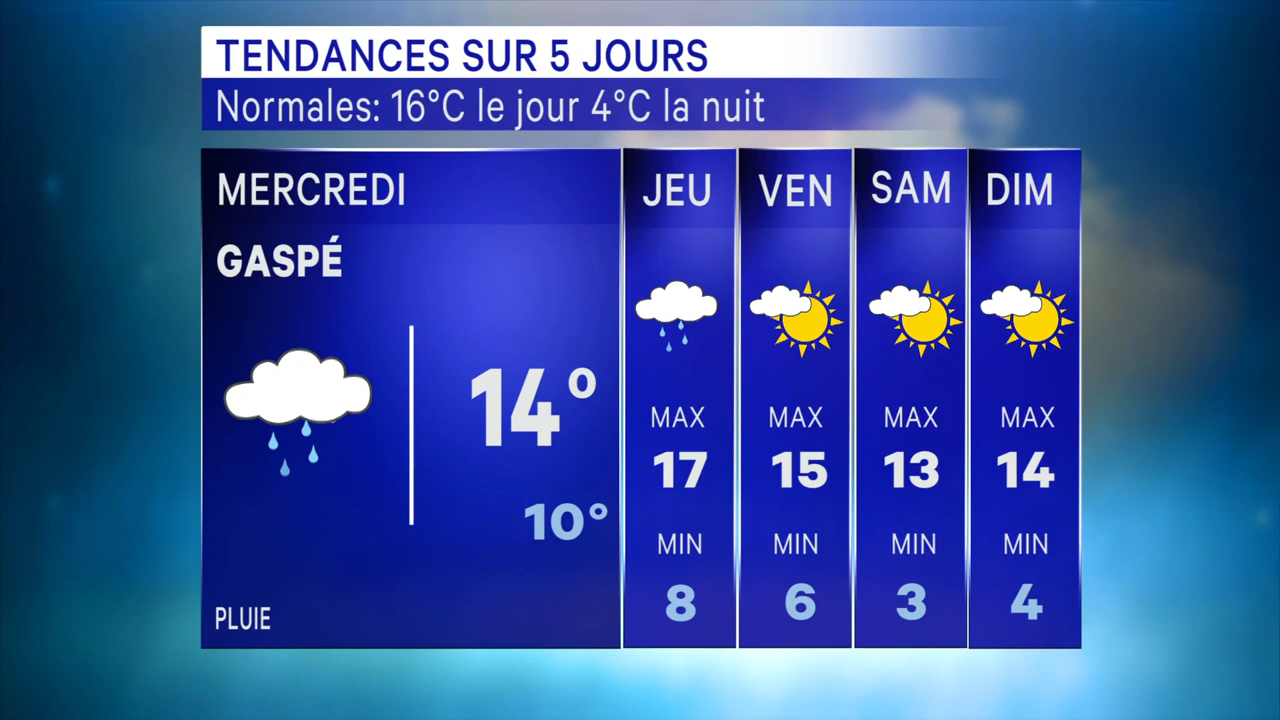 TENDANCES SUR 5 JOURS
Normales: 16°C le jour 4°C la nuit
MERCREDI
GASPÉ
14°
10°
PLUIE
JEU
MAX
17
MIN
8
VEN
MAX
15
MIN
6
SAM
MAX
13
MIN
3
DIM
MAX
14
MIN
4